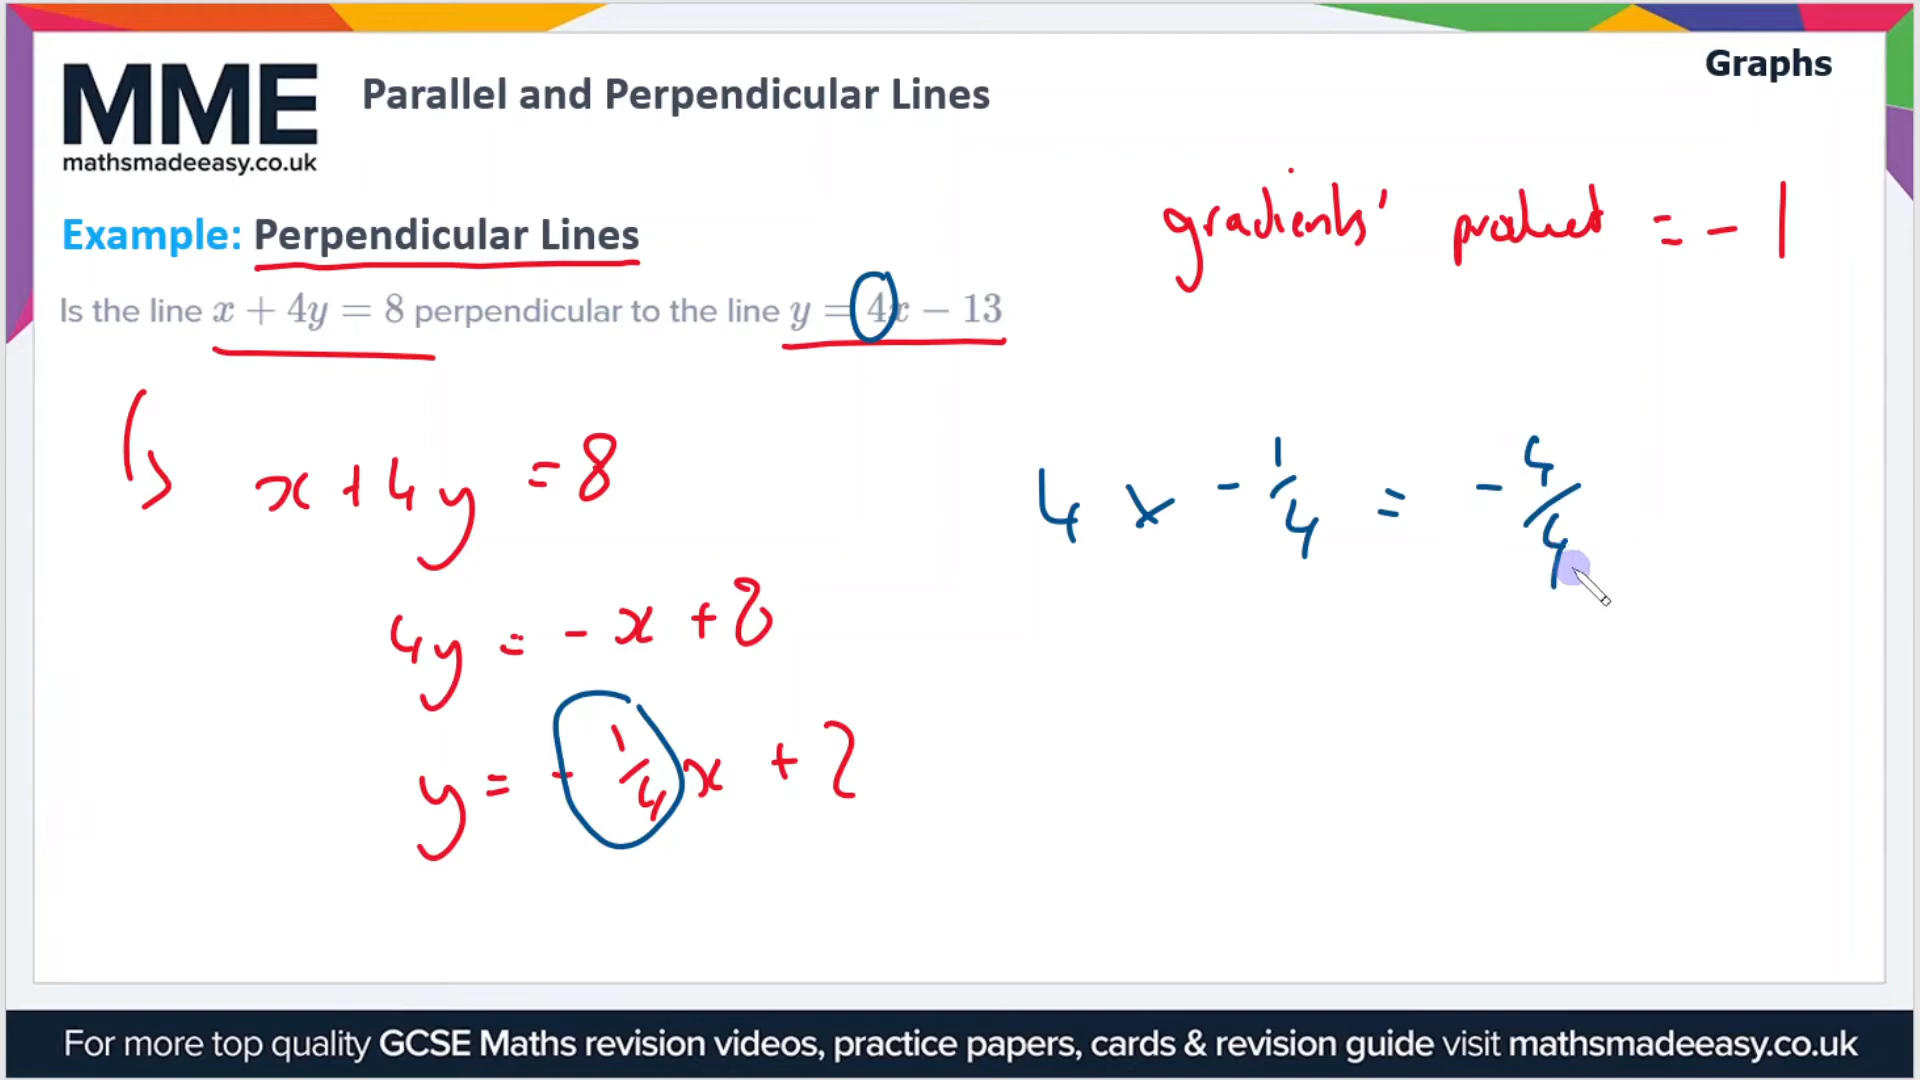 MME
mathsmadeeasy.co.uk
Parallel and Perpendicular Lines
Graphs
Example: Perpendicular Lines
gradients' product = -1
Is the line x + 4y = 8 perpendicular to the line y = 4x − 13
x + 4y = 8
4 x - 1/4 = - 4/4
4y = - x + 8
y = - 1/4 x + 2
For more top quality GCSE Maths revision videos, practice papers, cards & revision guide visit mathsmadeeasy.co.uk